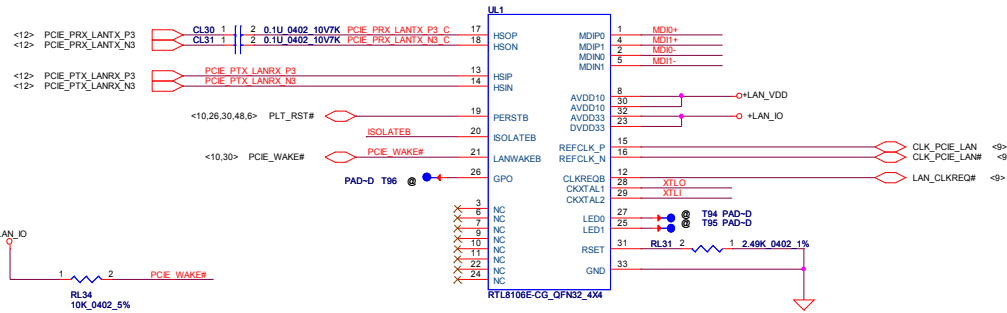 UL1
<12> PCIE_PRX_LANTX_P3 CL30 1 2 0.1U_0402_10V7K PCIE_PRX_LANTX_P3_C 17 HSOP MDIP0 1 MDI0+
<12> PCIE_PRX_LANTX_N3 CL31 1 2 0.1U_0402_10V7K PCIE_PRX_LANTX_N3_C 18 HSON MDIP1 4 MDI1+
MDIN0 2 MDI0-
MDIN1 5 MDI1-
<12> PCIE_PTX_LANRX_P3 PCIE_PTX_LANRX_P3 13 HSIP
<12> PCIE_PTX_LANRX_N3 PCIE_PTX_LANRX_N3 14 HSIN
AVDD10 8 +LAN_VDD
AVDD10 30
AVDD33 32 +LAN_IO
DVDD33 23
<10,26,30,48,6> PLT_RST# 19 PERSTB
ISOLATEB 20 ISOLATEB
REFCLK_P 15 CLK_PCIE_LAN <9>
REFCLK_N 16 CLK_PCIE_LAN# <9
<10,30> PCIE_WAKE# PCIE_WAKE# 21 LANWAKEB
PAD~D T96 @ 26 GPO
CLKREQB 12 LAN_CLKREQ# <9>
CKXTAL1 28 XTLO
CKXTAL2 29 XTLI
3 NC
6 NC
7 NC
9 NC
10 NC
11 NC
22 NC
24 NC
LED0 27 @ T94 PAD~D
LED1 25 @ T95 PAD~D
RSET 31 RL31 2 1 2.49K_0402_1%
GND 33
RTL8106E-CG_QFN32_4X4
LAN_IO
1 2 PCIE_WAKE#
RL34
10K_0402_5%